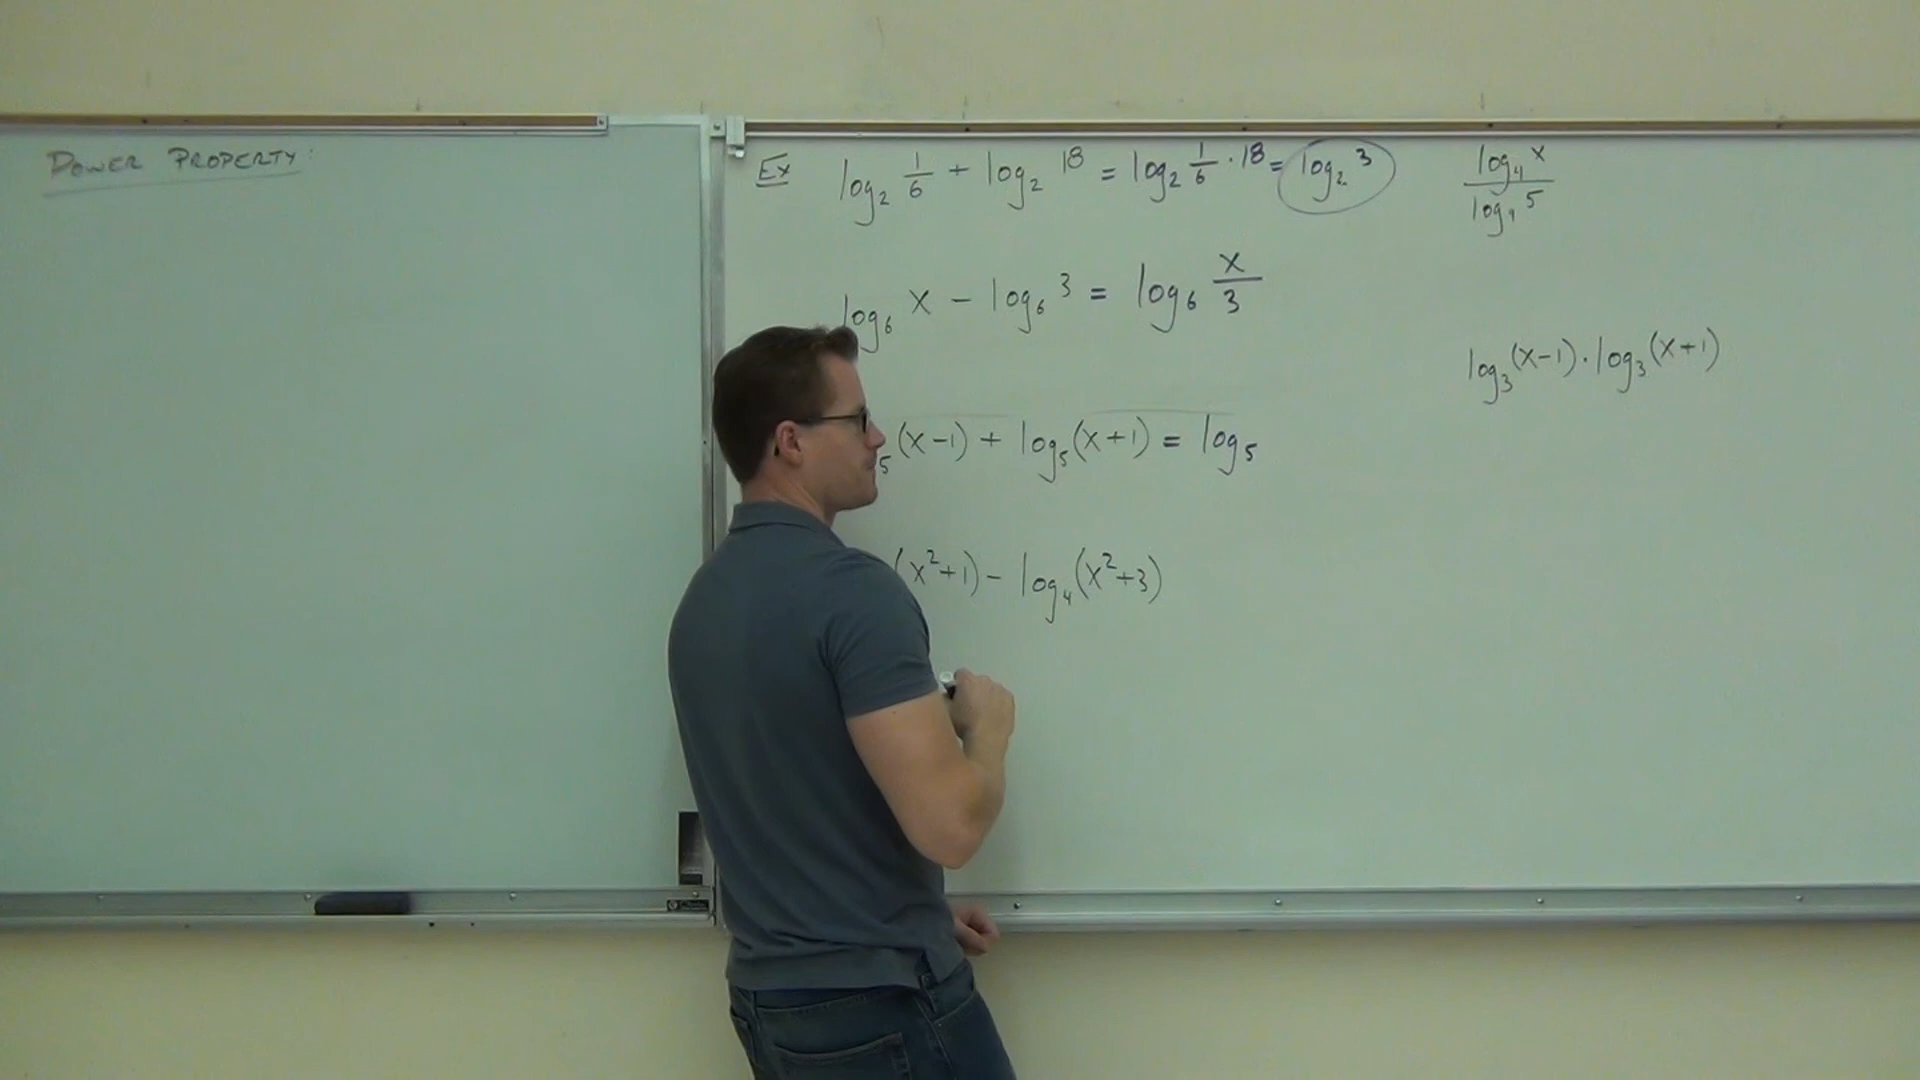 POWER PROPERTY:
Ex log₂ 1/6 + log₂ 18 = log₂ 1/6 · 18 = log₂ 3
log₆ x − log₆ 3 = log₆ x/3
₅(x−1) + log₅(x+1) = log₅
(x²+1) − log₄(x²+3)
log₄ x / log₄ 5
log₃(x−1) · log₃(x+1)